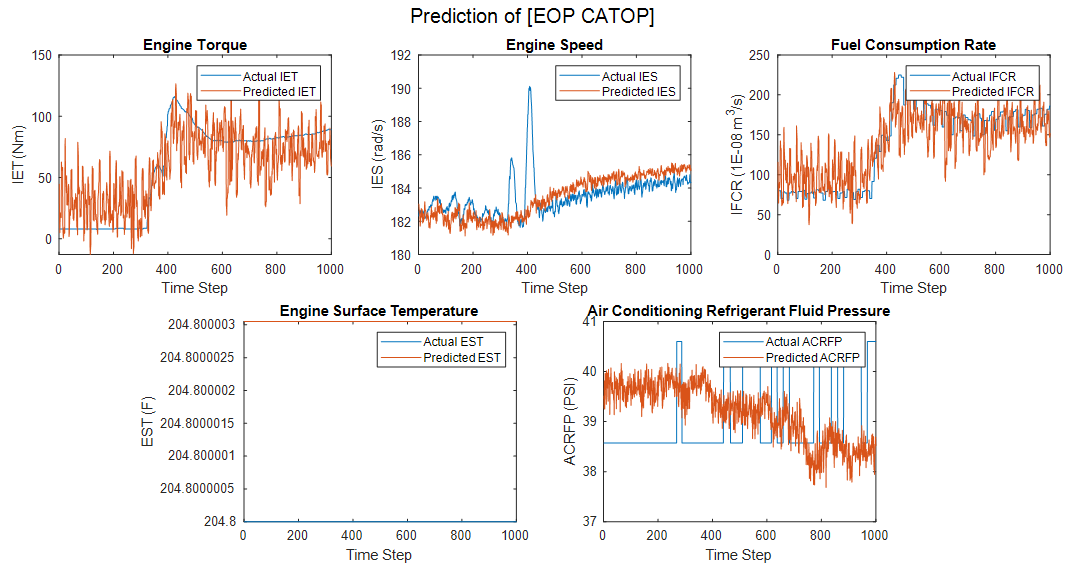 Prediction of [EOP CATOP]
Engine Torque
150
100
50
0
IET (Nm)
Actual IET
Predicted IET
0 200 400 600 800 1000
Time Step
Engine Speed
192
190
188
186
184
182
180
IES (rad/s)
Actual IES
Predicted IES
0 200 400 600 800 1000
Time Step
Fuel Consumption Rate
250
200
150
100
50
0
IFCR (1E-08 m³/s)
Actual IFCR
Predicted IFCR
0 200 400 600 800 1000
Time Step
Engine Surface Temperature
204.800003
204.8000025
204.800002
204.8000015
204.800001
204.8000005
204.8
EST (F)
Actual EST
Predicted EST
0 200 400 600 800 1000
Time Step
Air Conditioning Refrigerant Fluid Pressure
41
40
39
38
37
ACRFP (PSI)
Actual ACRFP
Predicted ACRFP
0 200 400 600 800 1000
Time Step